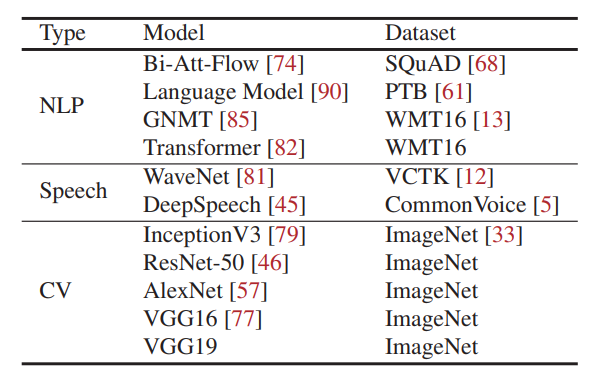 Type Model Dataset
Bi-Att-Flow [74] SQuAD [68]
Language Model [90] PTB [61]
NLP
GNMT [85] WMT16 [13]
Transformer [82] WMT16
WaveNet [81] VCTK [12]
Speech
DeepSpeech [45] CommonVoice [5]
InceptionV3 [79] ImageNet [33]
ResNet-50 [46] ImageNet
CV AlexNet [57] ImageNet
VGG16 [77] ImageNet
VGG19 ImageNet